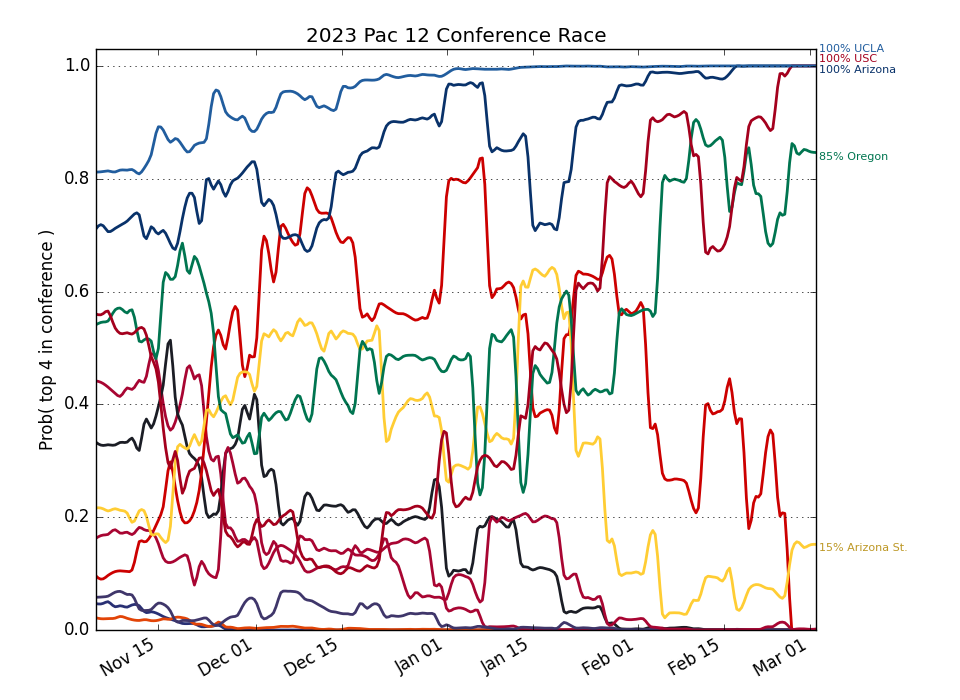 2023 Pac 12 Conference Race
Prob( top 4 in conference )
1.0
0.8
0.6
0.4
0.2
0.0
100% UCLA
100% USC
100% Arizona
85% Oregon
15% Arizona St.
Nov 15
Dec 01
Dec 15
Jan 01
Jan 15
Feb 01
Feb 15
Mar 01